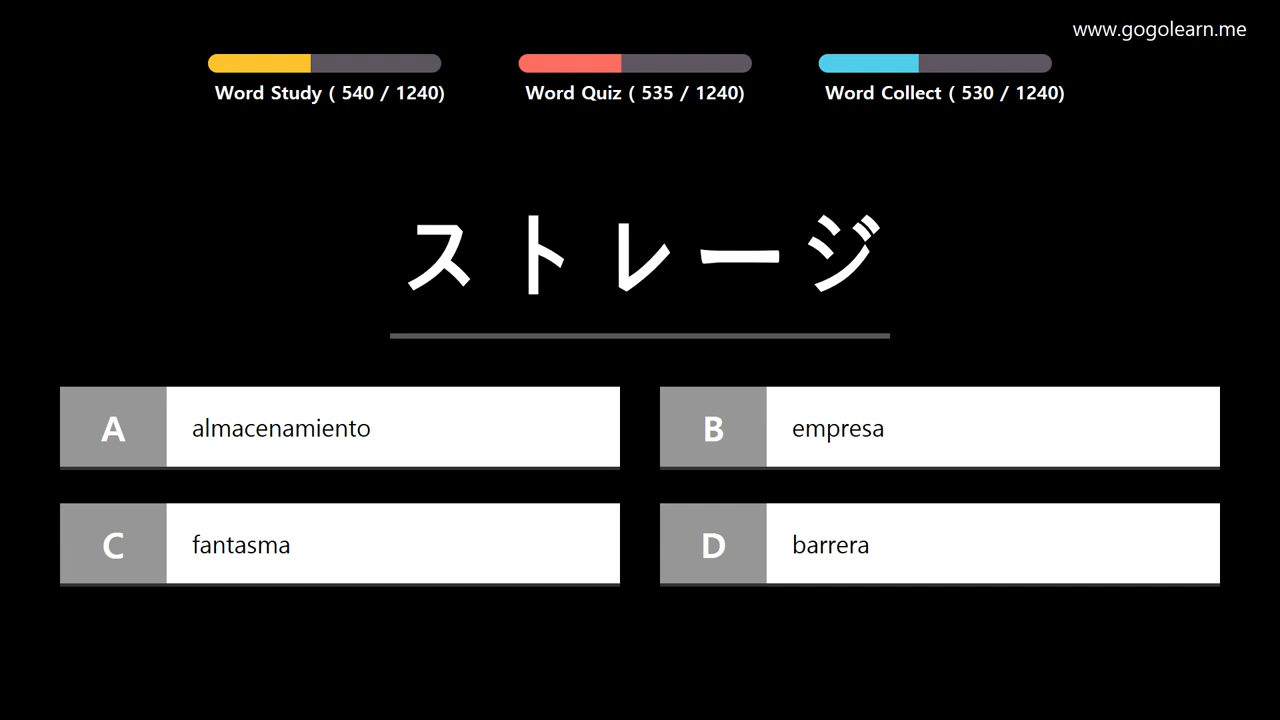 www.gogolearn.me
Word Study ( 540 / 1240)
Word Quiz ( 535 / 1240)
Word Collect ( 530 / 1240)
ストレージ
A almacenamiento
B empresa
C fantasma
D barrera